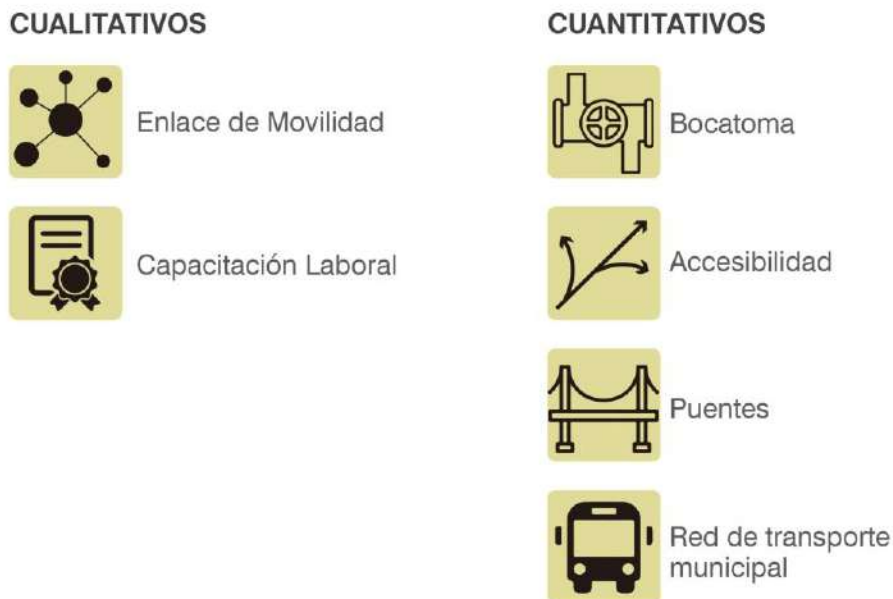 CUALITATIVOS
Enlace de Movilidad
Capacitación Laboral
CUANTITATIVOS
Bocatoma
Accesibilidad
Puentes
Red de transporte
municipal